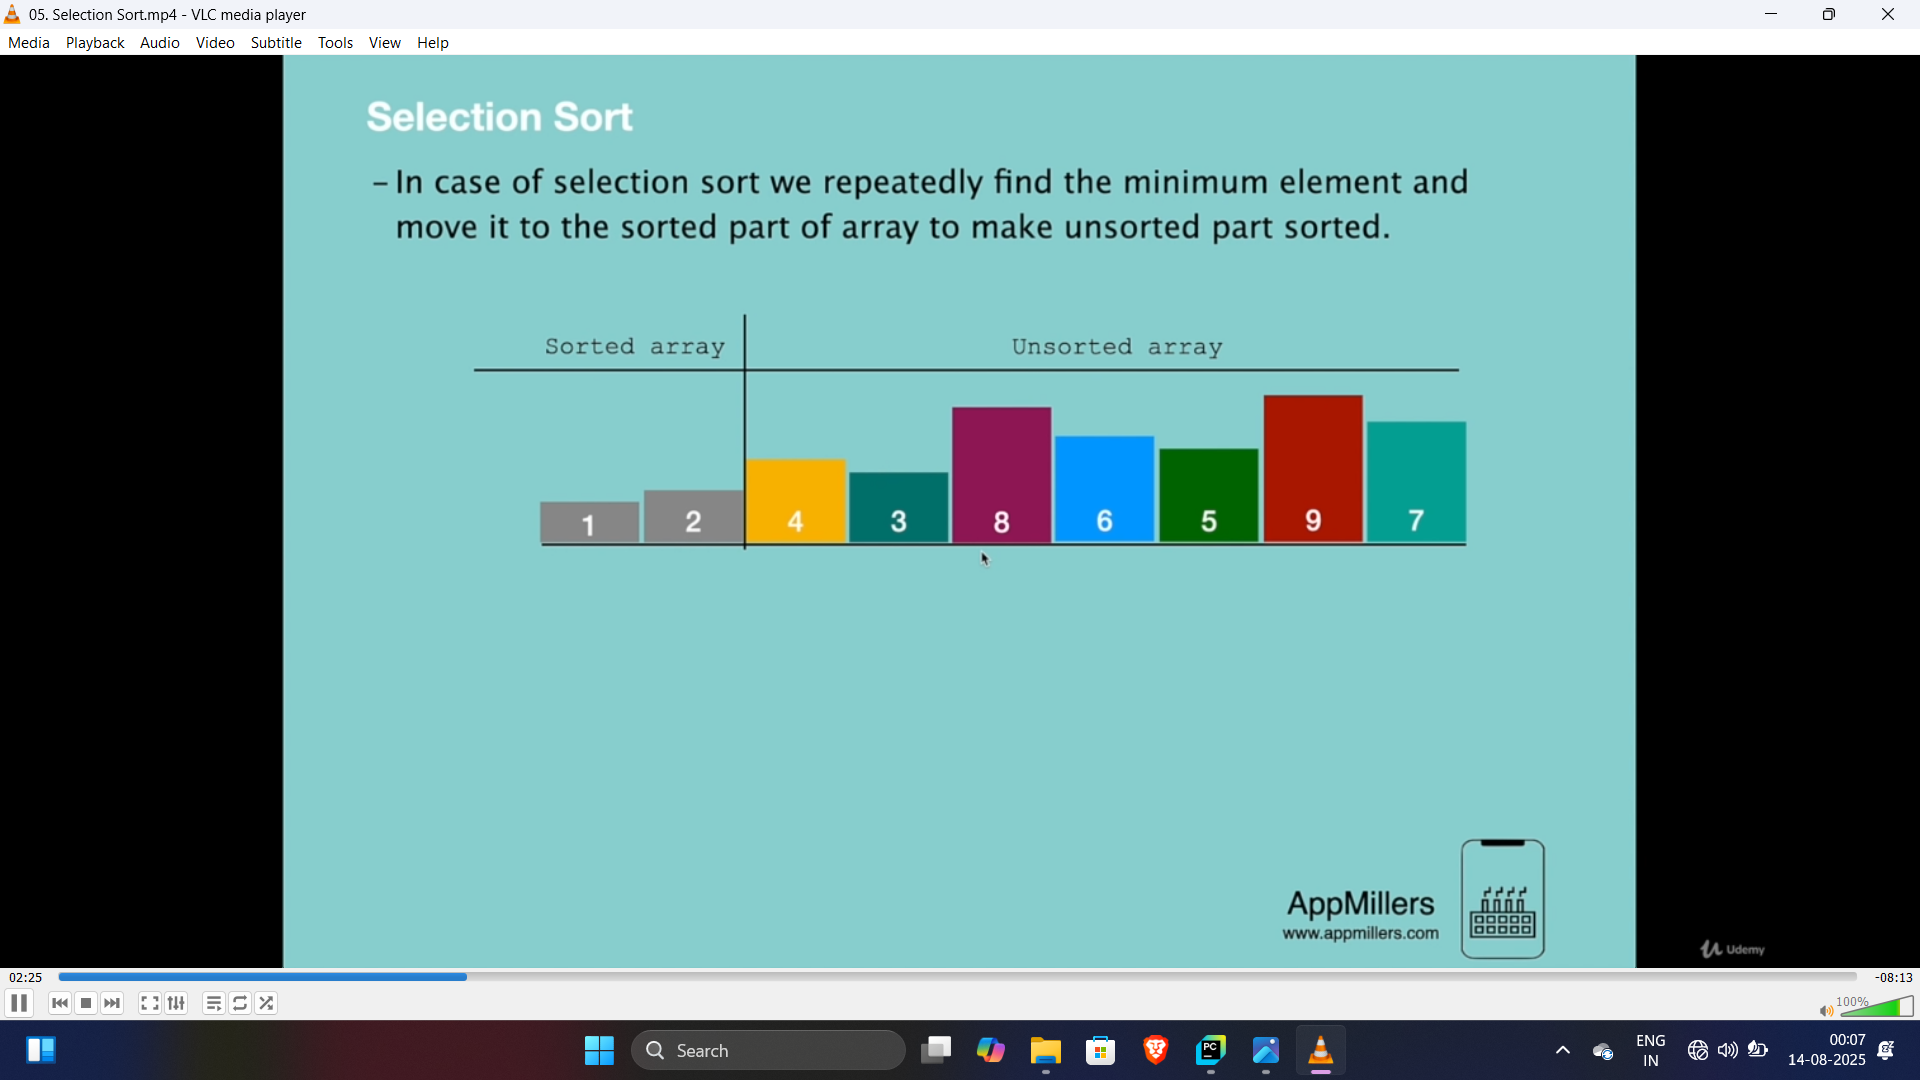 05. Selection Sort.mp4 - VLC media player
Media Playback Audio Video Subtitle Tools View Help
Selection Sort
– In case of selection sort we repeatedly find the minimum element and
move it to the sorted part of array to make unsorted part sorted.
Sorted array Unsorted array
1 2 4 3 8 6 5 9 7
AppMillers
www.appmillers.com
Udemy
02:25 -08:13
100%
Search
PC
ENG
IN
00:07
14-08-2025